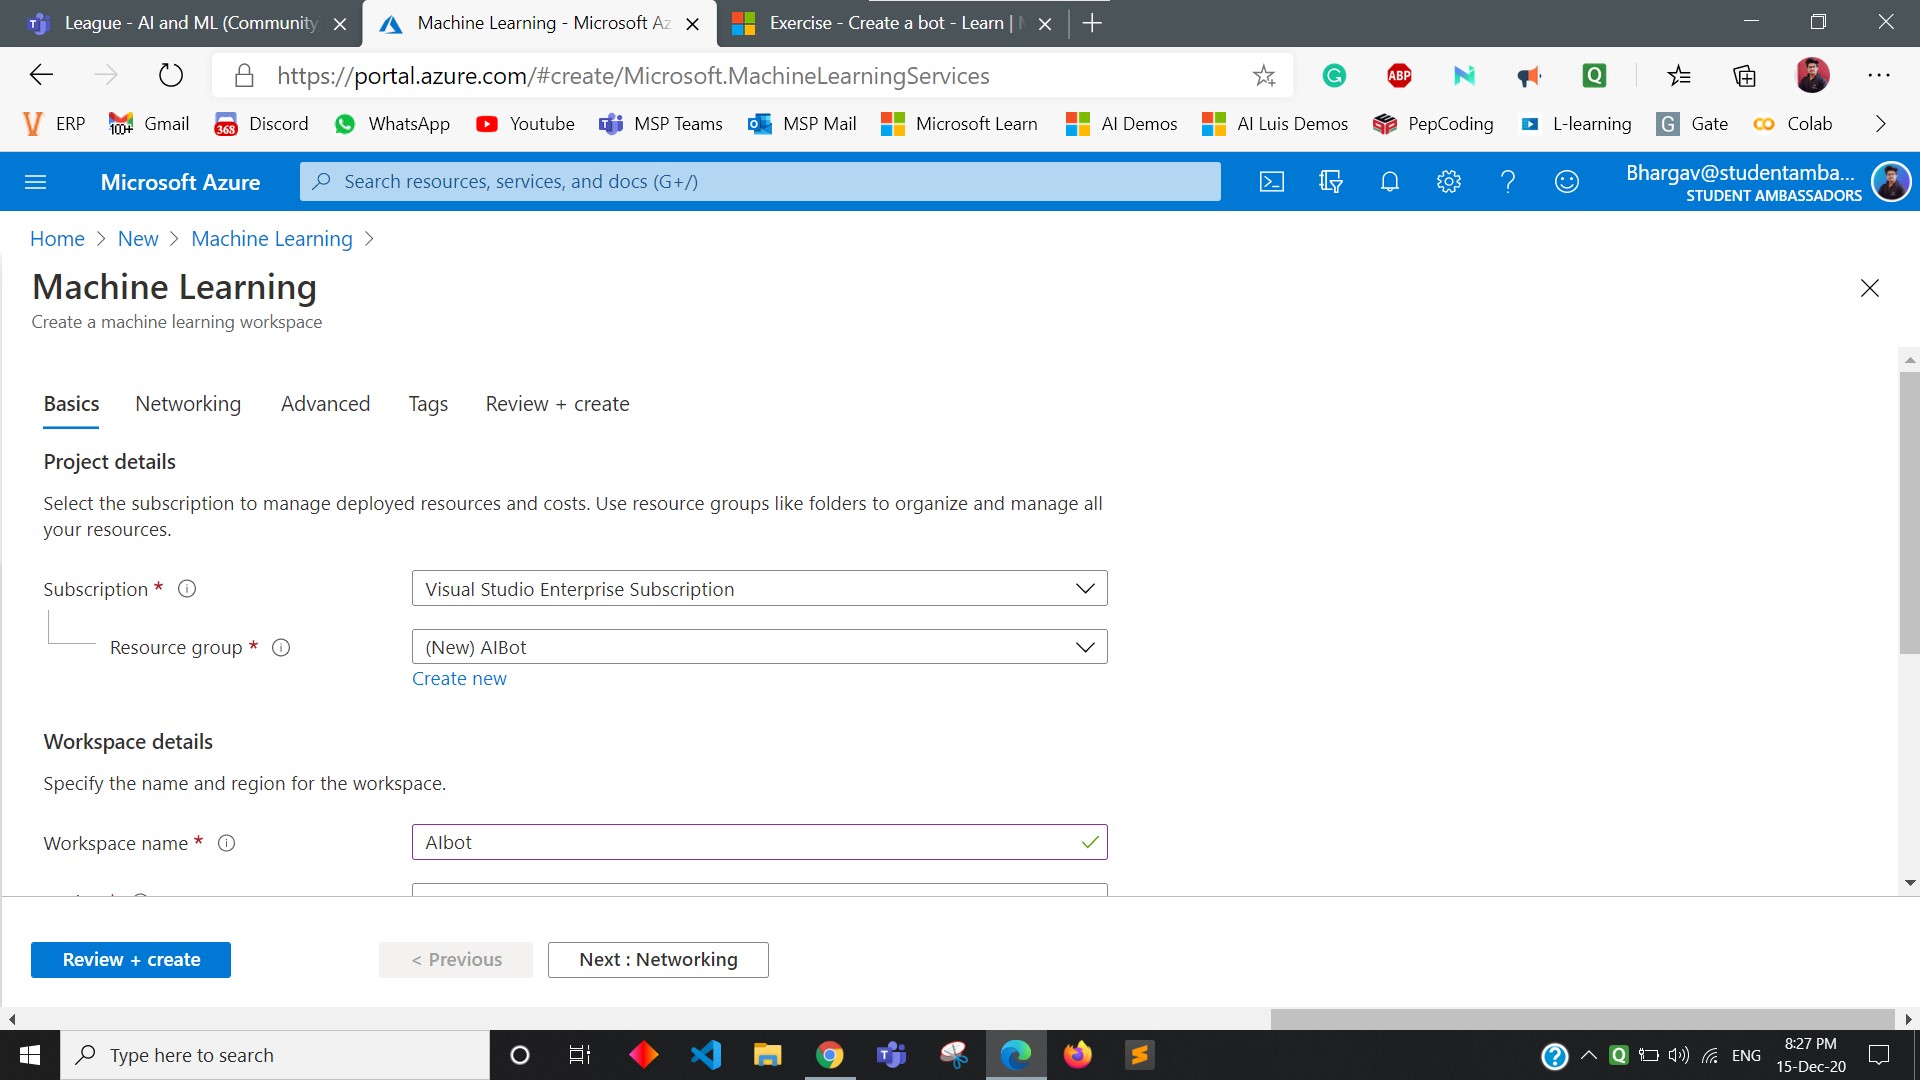 League - AI and ML (Community
Machine Learning - Microsoft Az
Exercise - Create a bot - Learn |
https://portal.azure.com/#create/Microsoft.MachineLearningServices
ERP
100+
Gmail
368
Discord
WhatsApp
Youtube
MSP Teams
MSP Mail
Microsoft Learn
AI Demos
AI Luis Demos
PepCoding
L-learning
G
Gate
Colab
ABP
Q
Microsoft Azure
Search resources, services, and docs (G+/)
Bhargav@studentamba...
STUDENT AMBASSADORS
Home > New > Machine Learning >
Machine Learning
Create a machine learning workspace
Basics
Networking
Advanced
Tags
Review + create
Project details
Select the subscription to manage deployed resources and costs. Use resource groups like folders to organize and manage all
your resources.
Subscription *
Visual Studio Enterprise Subscription
Resource group *
(New) AIBot
Create new
Workspace details
Specify the name and region for the workspace.
Workspace name *
AIbot
Review + create
< Previous
Next : Networking
Type here to search
ENG
8:27 PM
15-Dec-20